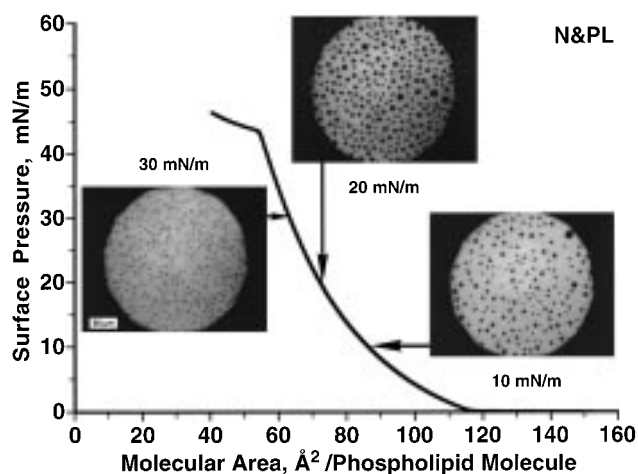 N&PL
60
50
40
30
20
10
0
Surface Pressure, mN/m
30 mN/m
20 mN/m
10 mN/m
0 20 40 60 80 100 120 140 160
Molecular Area, Å² /Phospholipid Molecule